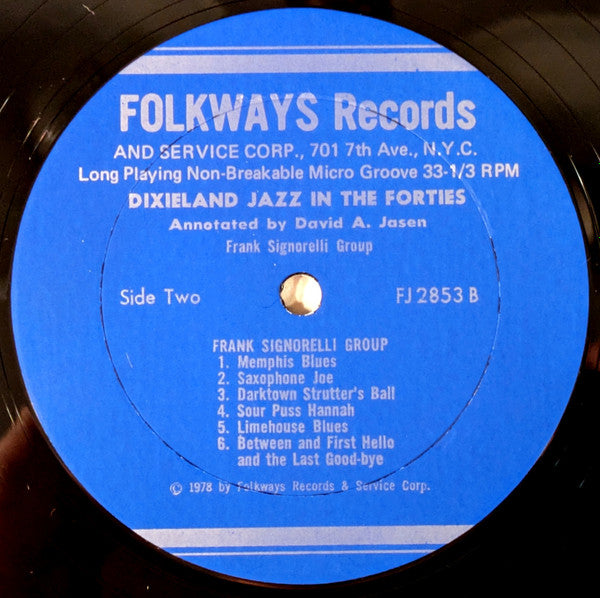 FOLKWAYS Records
AND SERVICE CORP., 701 7th Ave., N.Y.C.
Long Playing Non-Breakable Micro Groove 33-1/3 RPM
DIXIELAND JAZZ IN THE FORTIES
Annotated by David A. Jasen
Frank Signorelli Group
Side Two FJ 2853 B
FRANK SIGNORELLI GROUP
1. Memphis Blues
2. Saxophone Joe
3. Darktown Strutter's Ball
4. Sour Puss Hannah
5. Limehouse Blues
6. Between and First Hello
and the Last Good-bye
© 1978 by Folkways Records & Service Corp.